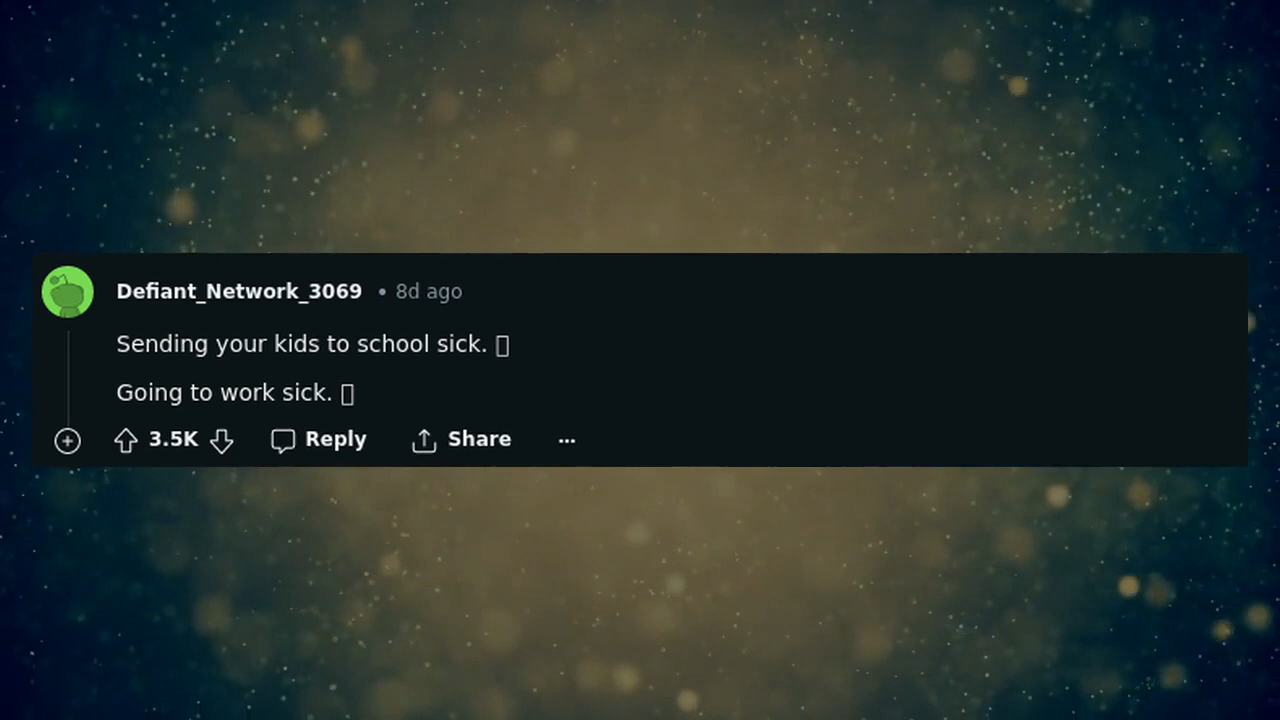 Defiant_Network_3069 • 8d ago
Sending your kids to school sick. 
Going to work sick. 
3.5K Reply Share ...